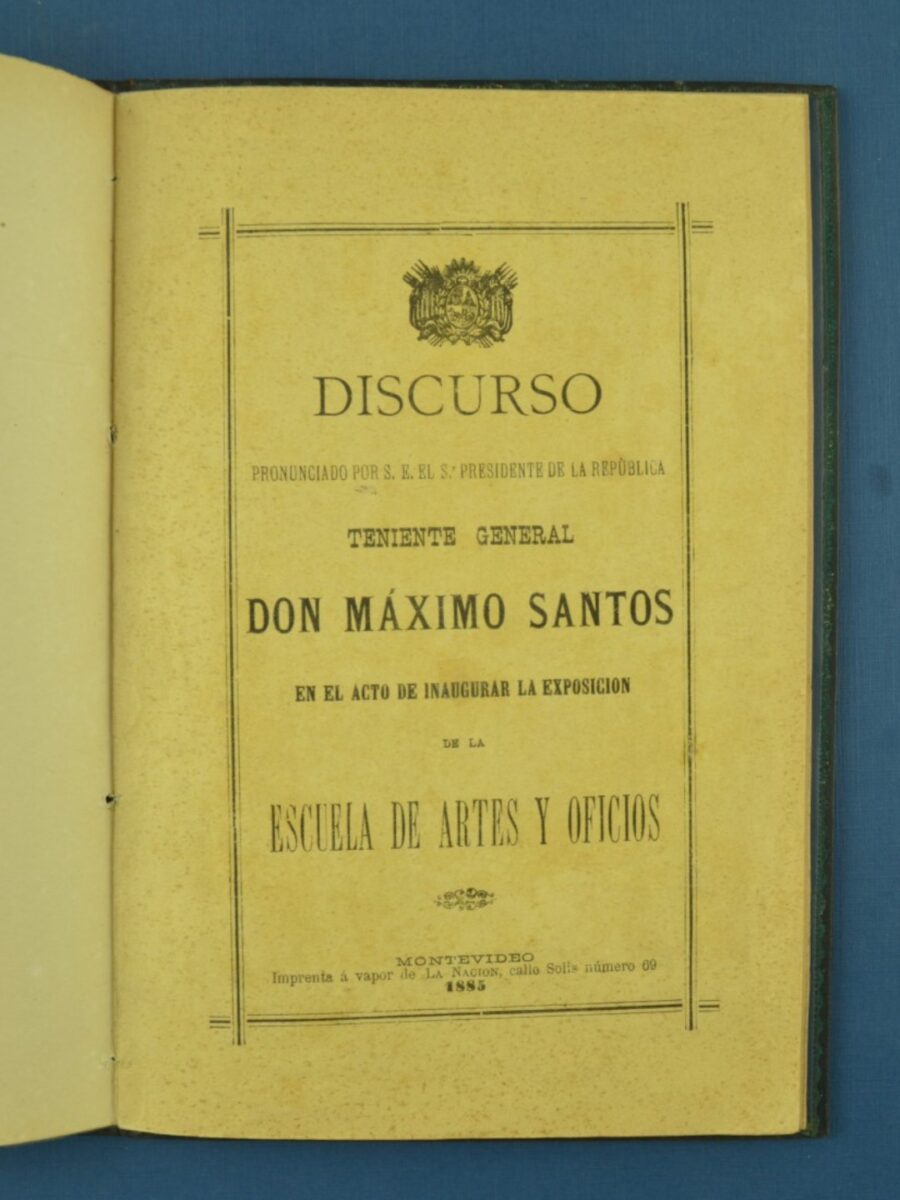 DISCURSO
PRONUNCIADO POR S. E. EL S.r PRESIDENTE DE LA REPÙBLICA
TENIENTE GENERAL
DON MÁXIMO SANTOS
EN EL ACTO DE INAUGURAR LA EXPOSICION
DE LA
ESCUELA DE ARTES Y OFICIOS
MONTEVIDEO
Imprenta á vapor de LA NACION, calle Solís número 69
1885